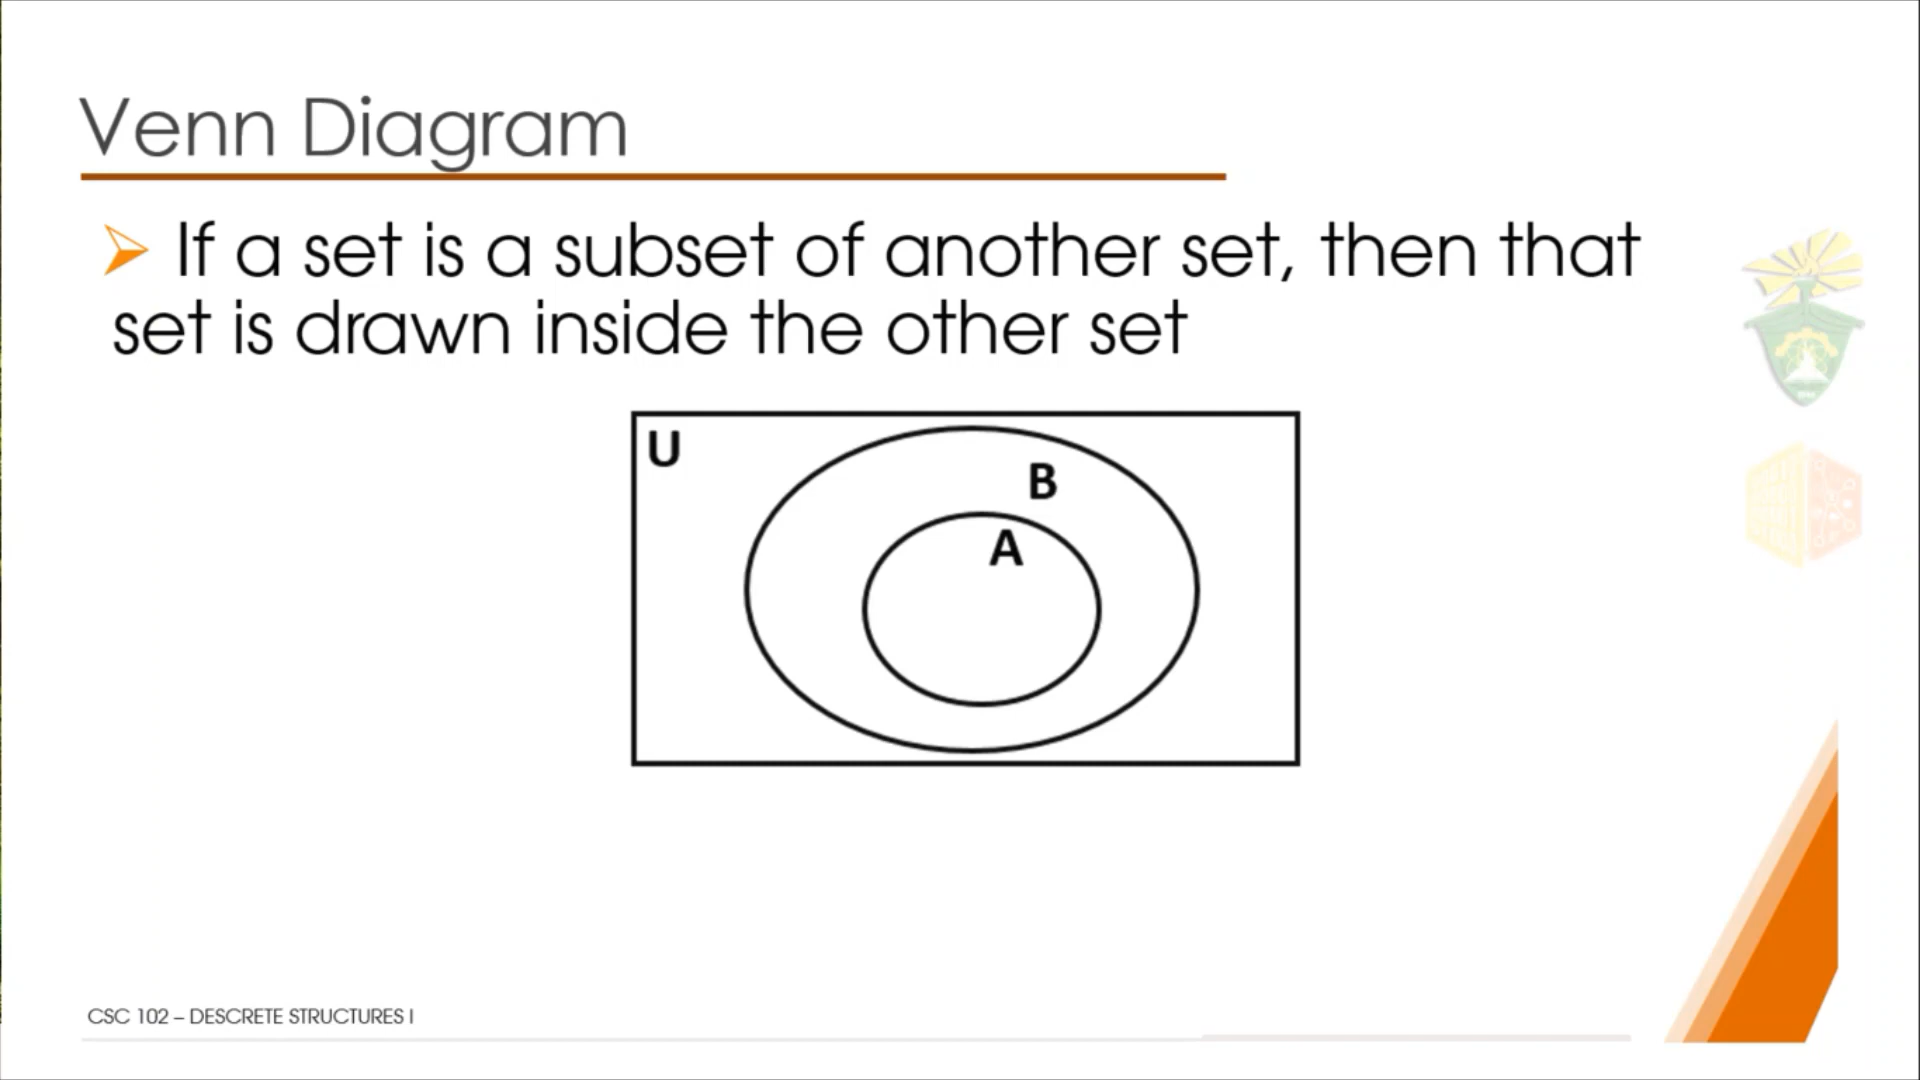 Venn Diagram
If a set is a subset of another set, then that
set is drawn inside the other set
U
B
A
CSC 102 – DESCRETE STRUCTURES I